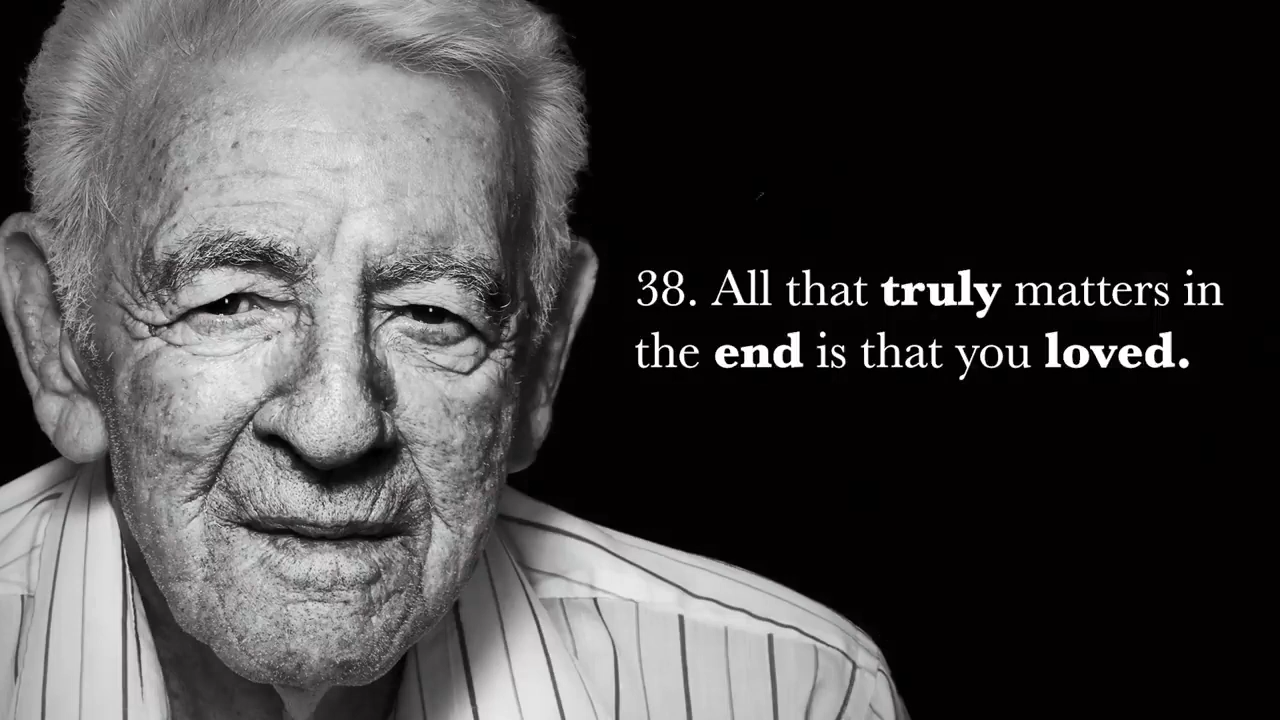 38. All that truly matters in
the end is that you loved.